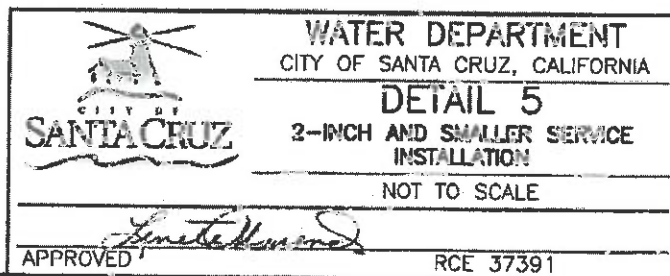 CITY OF
SANTA CRUZ
WATER DEPARTMENT
CITY OF SANTA CRUZ, CALIFORNIA
DETAIL 5
2-INCH AND SMALLER SERVICE
INSTALLATION
NOT TO SCALE
APPROVED
RCE 37391